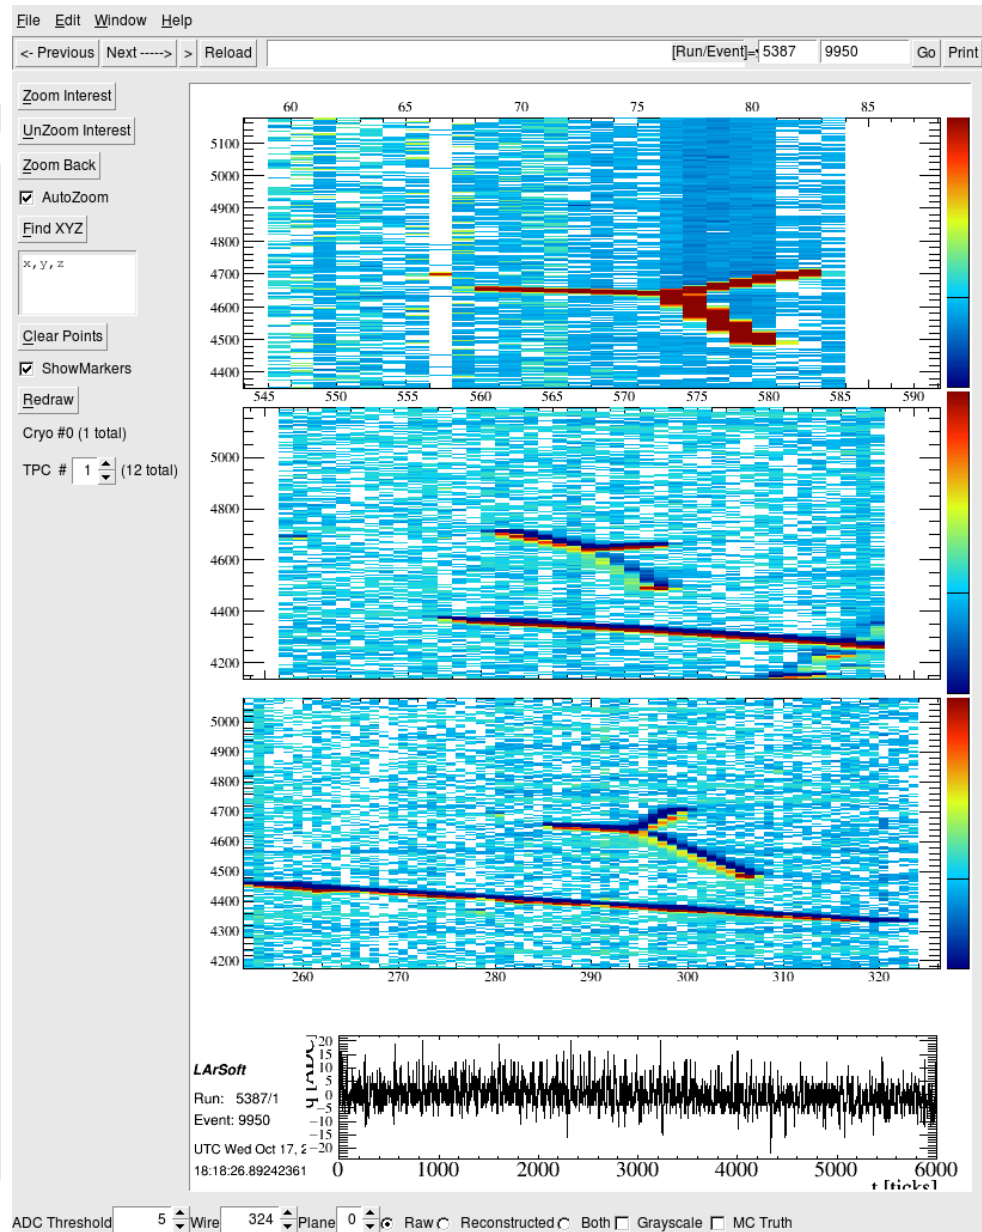 File Edit Window Help
<- Previous Next -----> > Reload [Run/Event]= 5387 9950 Go Print
Zoom Interest
UnZoom Interest
Zoom Back
AutoZoom
Find XYZ
x,y,z
Clear Points
ShowMarkers
Redraw
Cryo #0 (1 total)
TPC # 1 (12 total)
60 65 70 75 80 85
5100
5000
4900
4800
4700
4600
4500
4400
545 550 555 560 565 570 575 580 585 590
5000
4800
4600
4400
4200
5000
4900
4800
4700
4600
4500
4400
4300
4200
260 270 280 290 300 310 320
LArSoft
Run: 5387/1
Event: 9950
UTC Wed Oct 17, 2
18:18:26.89242361
q [ADC
20
15
10
5
0
−5
−10
−15
−20
0 1000 2000 3000 4000 5000 6000
t [ticks]
ADC Threshold 5 Wire 324 Plane 0 Raw Reconstructed Both Grayscale MC Truth